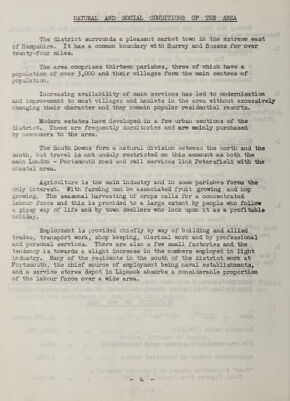 NATURAL AND SOCIAL CONDITIONS OF THE AREA
The district surrounds a pleasant market town in the extreme east
of Hampshire. It has a common boundary with Surrey and Sussex for over
twenty-four miles.
The area comprises thirteen parishes, three of which have a
population of over 3,000 and their villages form the main centres of
population.
Increasing availability of main services has led to modernisation
and improvement to most villages and hamlets in the area, without excessively
changing their character and they remain popular residential resorts.
Modern estates have developed in a few urban sections of the
district. These are frequently dormitories and are mainly purchased
by newcomers to the area.
The South Downs form a natural division between the north and the
south, but travel is not unduly restricted on this account as both the
main London - Portsmouth road and rail services link Petersfield with the
coastal area.
Agriculture is the main industry and in some parishes forms the
only interest. With farming can be associated fruit growing and hop
growing. The seasonal harvesting of crops calls for a concentrated
labour force and this is provided to a large extent by people who follow
a gipsy way of life and by town dwellers who look upon it as a profitable
holiday.
Employment is provided chiefly by way of building and allied
trades, transport work, shop keeping, clerical work and by professional
and personal services. There are also a few small factories and the
tendency is towards a slight increase in the numbers employed in light
industry. Many of the residents in the south of the district work at
Portsmouth, the chief source of employment being naval establishments,
and a service stores depot in Liphook absorbs a considerable proportion
of the labour force over a wide area.
- 4 -